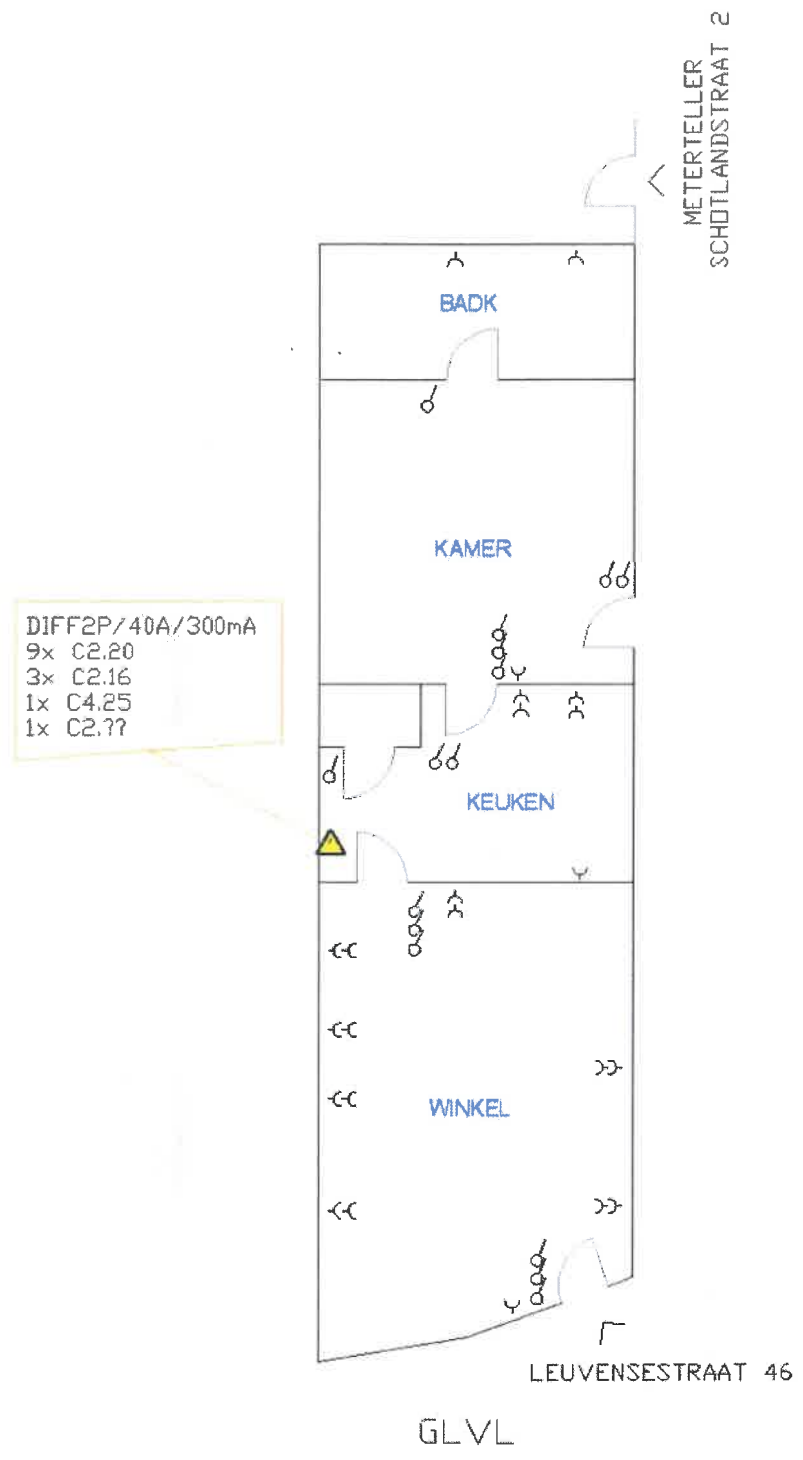 METERTELLER
SCHOTLANDSTRAAT 2
BADK
KAMER
DIFF2P/40A/300mA
9x C2.20
3x C2.16
1x C4.25
1x C2.??
KEUKEN
WINKEL
LEUVENSESTRAAT 46
GLVL